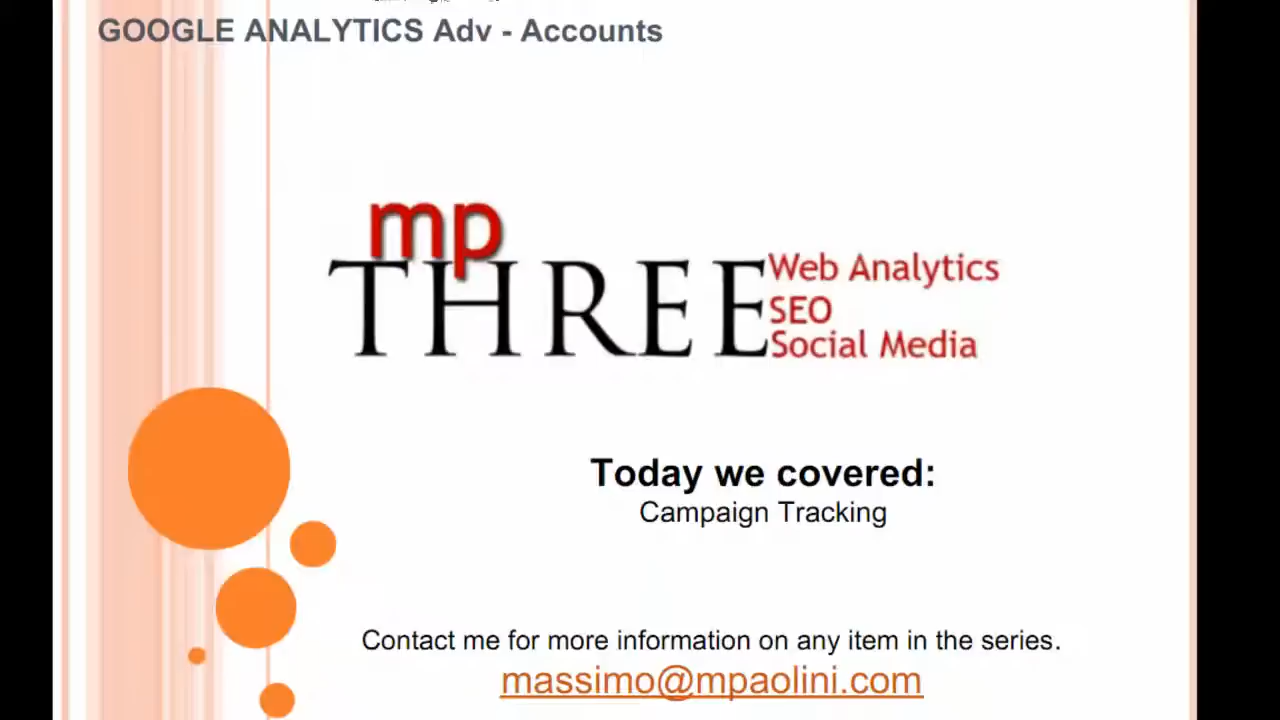 GOOGLE ANALYTICS Adv - Accounts
mp
THREE
Web Analytics
SEO
Social Media
Today we covered:
Campaign Tracking
Contact me for more information on any item in the series.
massimo@mpaolini.com